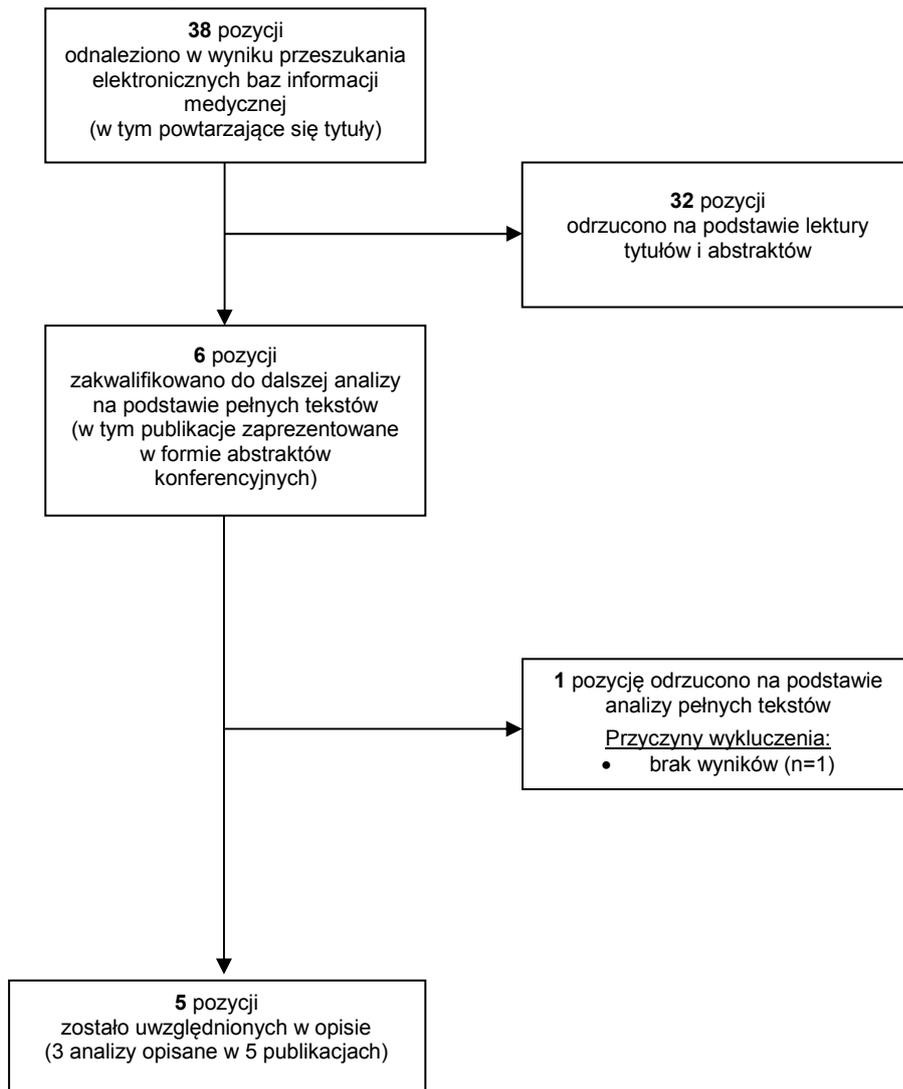 38 pozycji
odnaleziono w wyniku przeszukania
elektronicznych baz informacji
medycznej
(w tym powtarzające się tytuły)
32 pozycji
odrzucono na podstawie lektury
tytułów i abstraktów
6 pozycji
zakwalifikowano do dalszej analizy
na podstawie pełnych tekstów
(w tym publikacje zaprezentowane
w formie abstraktów
konferencyjnych)
1 pozycję odrzucono na podstawie
analizy pełnych tekstów
Przyczyny wykluczenia:
• brak wyników (n=1)
5 pozycji
zostało uwzględnionych w opisie
(3 analizy opisane w 5 publikacjach)